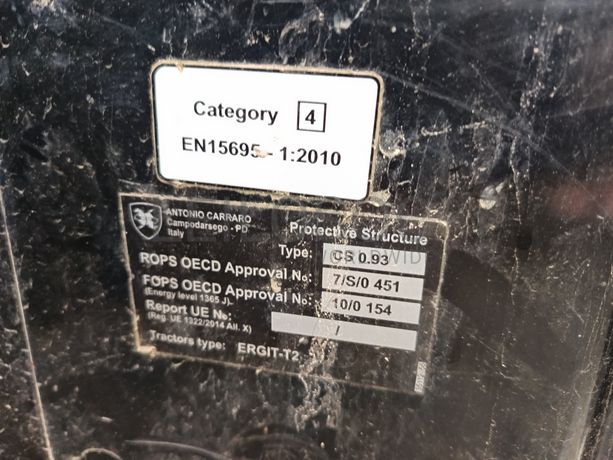 Category 4
EN15695 - 1:2010
ANTONIO CARRARO
Campodarsego - PD
Italy
Protective Structure
Type: CS 0.93
ROPS OECD Approval №: 7/S/0 451
FOPS OECD Approval №: 10/0 154
(Energy level 1365 J)
Report UE №: /
(Reg. UE 1322/2014 All. X)
Tractors type: ERGIT-T2